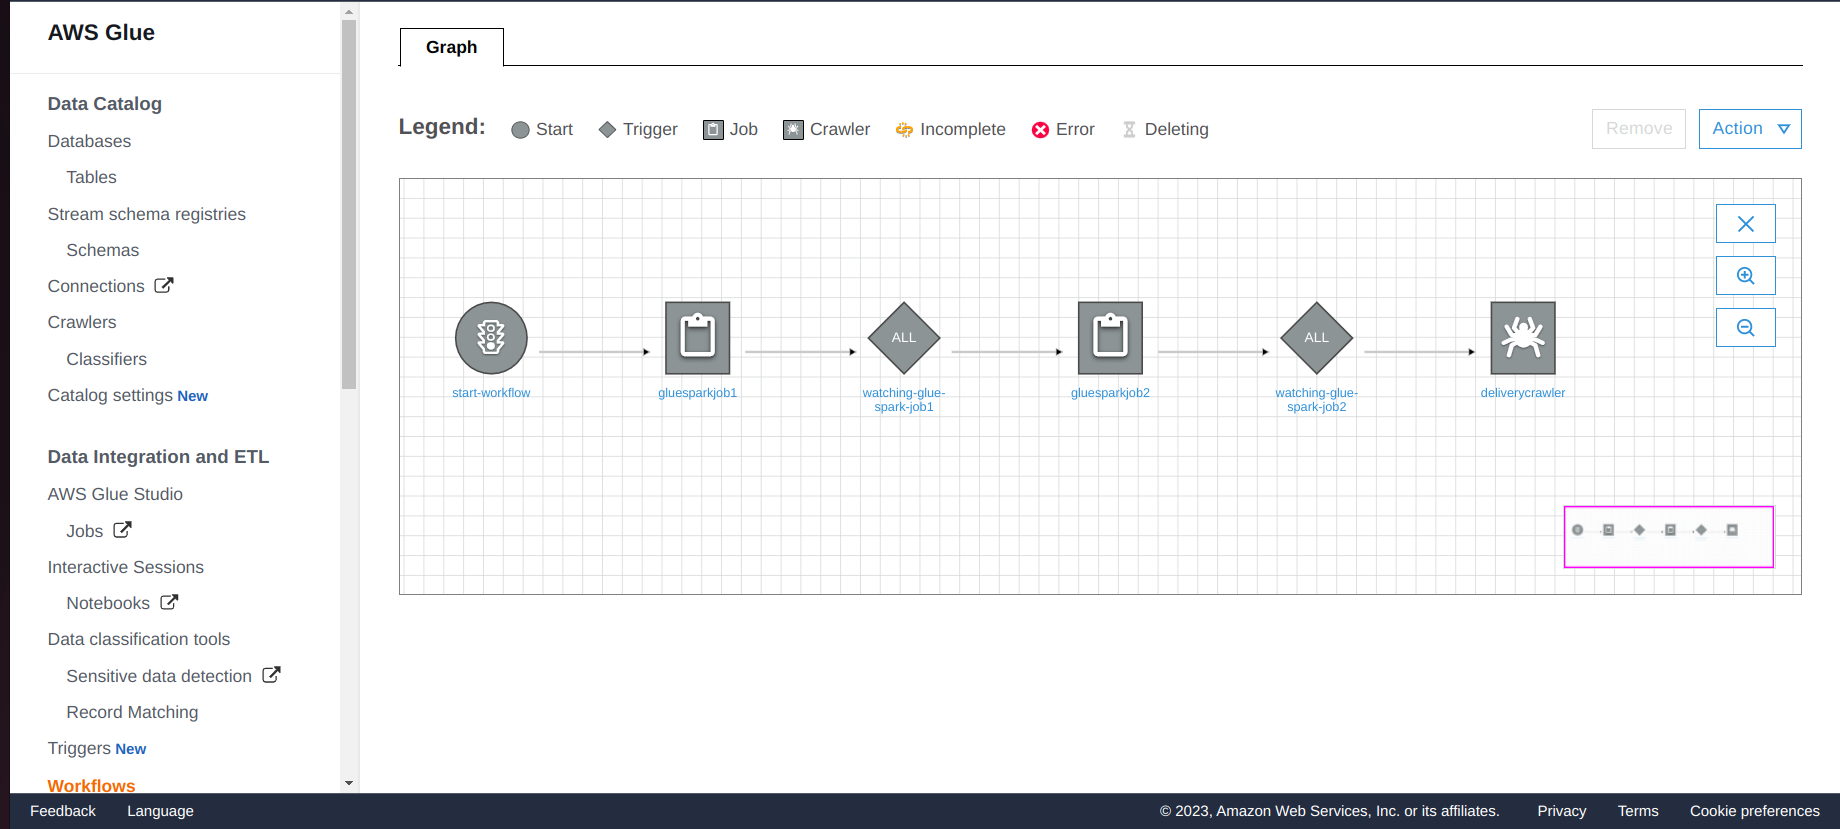 AWS Glue
Data Catalog
Databases
Tables
Stream schema registries
Schemas
Connections
Crawlers
Classifiers
Catalog settings New
Data Integration and ETL
AWS Glue Studio
Jobs
Interactive Sessions
Notebooks
Data classification tools
Sensitive data detection
Record Matching
Triggers New
Workflows
Graph
Legend: Start Trigger Job Crawler Incomplete Error Deleting
Remove Action
ALL
ALL
start-workflow
gluesparkjob1
watching-glue-
spark-job1
gluesparkjob2
watching-glue-
spark-job2
deliverycrawler
Feedback Language © 2023, Amazon Web Services, Inc. or its affiliates. Privacy Terms Cookie preferences